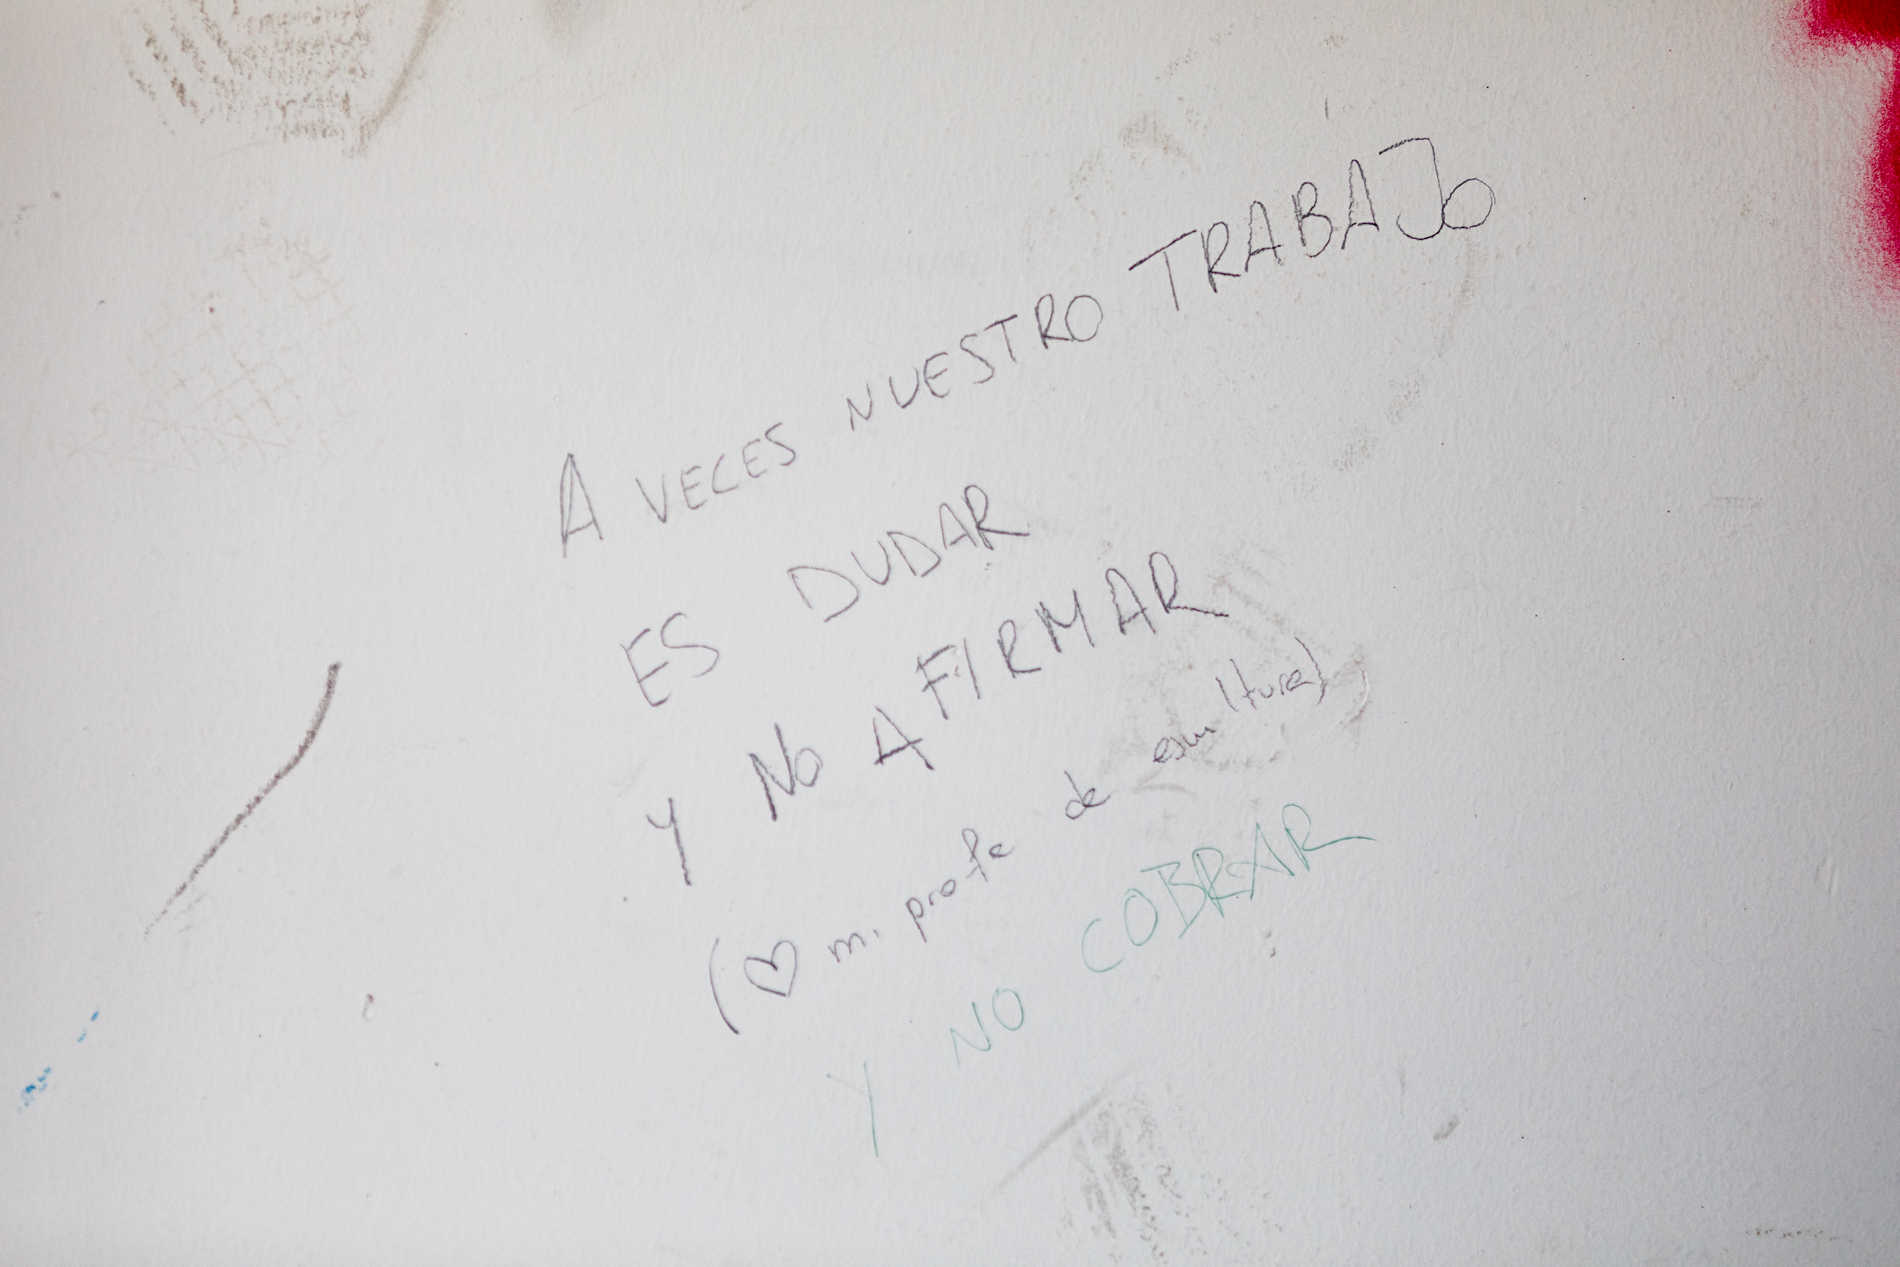 A VECES NUESTRO TRABAJO
ES DUDAR
Y NO AFIRMAR
(♡ mi profe de escultura)
Y NO COBRAR